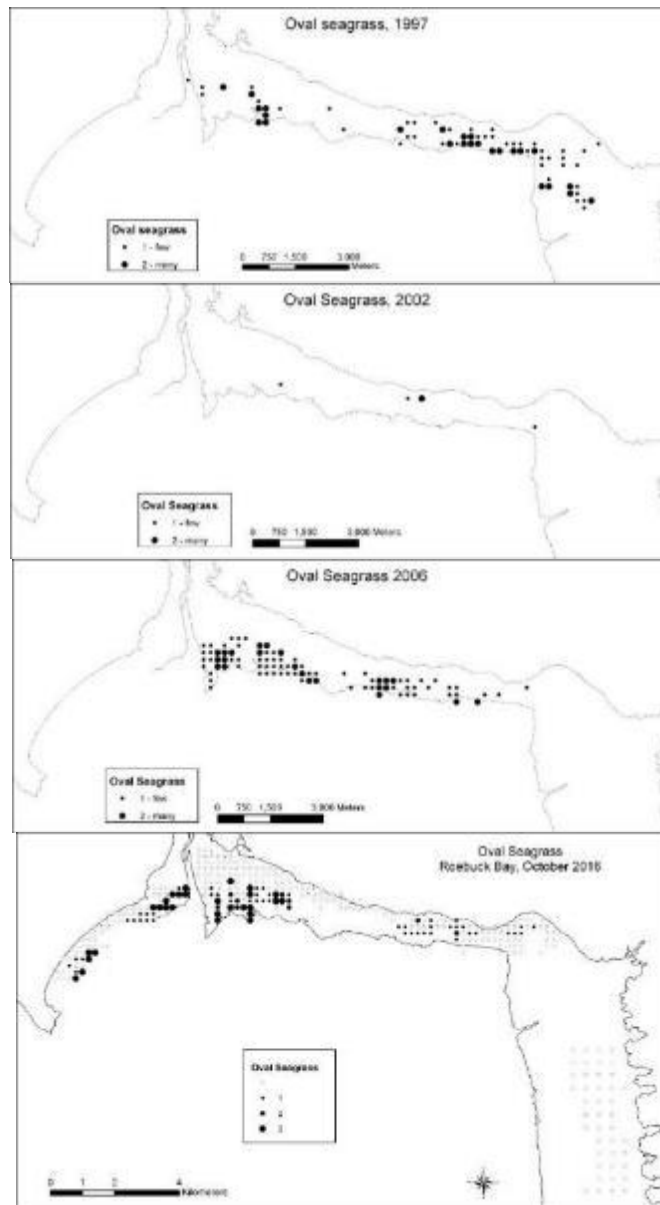 Oval seagrass, 1997
Oval seagrass
1 - few
2 - many
0 750 1,500 3,000
Meters
Oval Seagrass, 2002
Oval Seagrass
1 - few
2 - many
0 750 1,500 3,000 Meters
Oval Seagrass 2006
Oval Seagrass
1 - few
2 - many
0 750 1,500 3,000
Meters
Oval Seagrass
Roebuck Bay, October 2016
Oval Seagrass
1
2
3
0 1 2 4
Kilometers